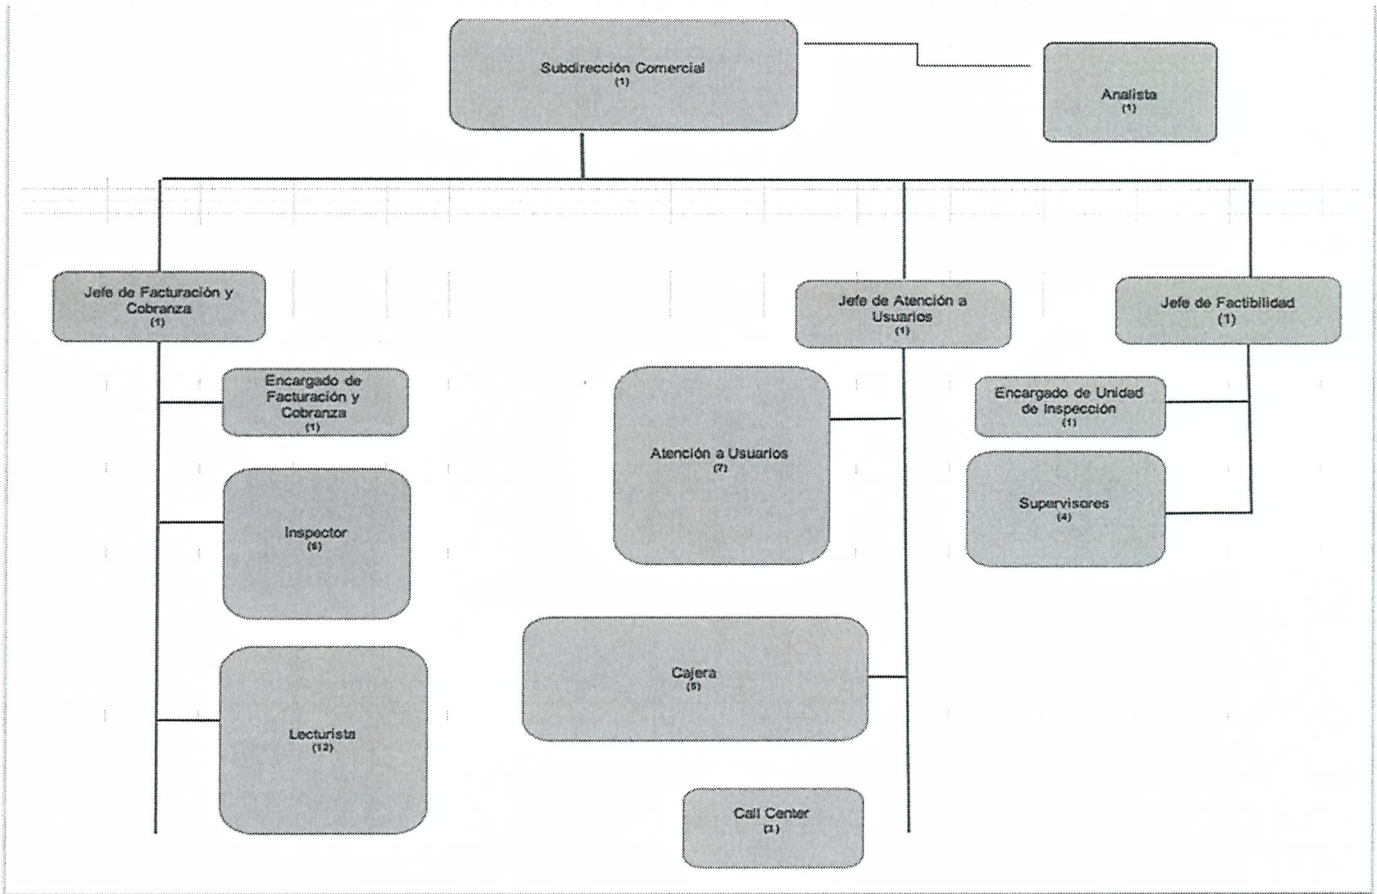 Subdirección Comercial
(1)
Analista
(1)
Jefe de Facturación y
Cobranza
(1)
Jefe de Atención a
Usuarios
(1)
Jefe de Factibilidad
(1)
Encargado de
Facturación y
Cobranza
(1)
Encargado de Unidad
de Inspección
(1)
Atención a Usuarios
(7)
Inspector
(6)
Supervisores
(4)
Cajera
(5)
Lecturista
(12)
Call Center